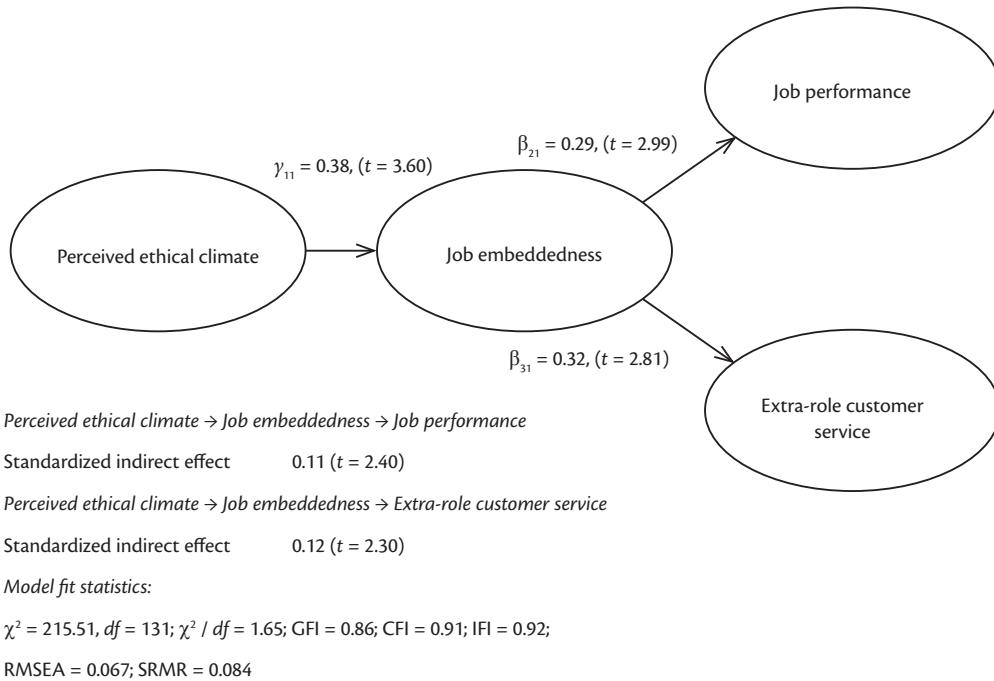 Job performance
β21 = 0.29, (t = 2.99)
γ11 = 0.38, (t = 3.60)
Perceived ethical climate
Job embeddedness
β31 = 0.32, (t = 2.81)
Extra-role customer
service
Perceived ethical climate → Job embeddedness → Job performance
Standardized indirect effect 0.11 (t = 2.40)
Perceived ethical climate → Job embeddedness → Extra-role customer service
Standardized indirect effect 0.12 (t = 2.30)
Model fit statistics:
χ² = 215.51, df = 131; χ² / df = 1.65; GFI = 0.86; CFI = 0.91; IFI = 0.92;
RMSEA = 0.067; SRMR = 0.084